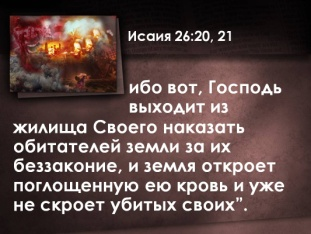 Исаия 26:20, 21
ибо вот, Господь
выходит из
жилища Своего наказать
обитателей земли за их
беззаконие, и земля откроет
поглощенную ею кровь и уже
не скроет убитых своих”.